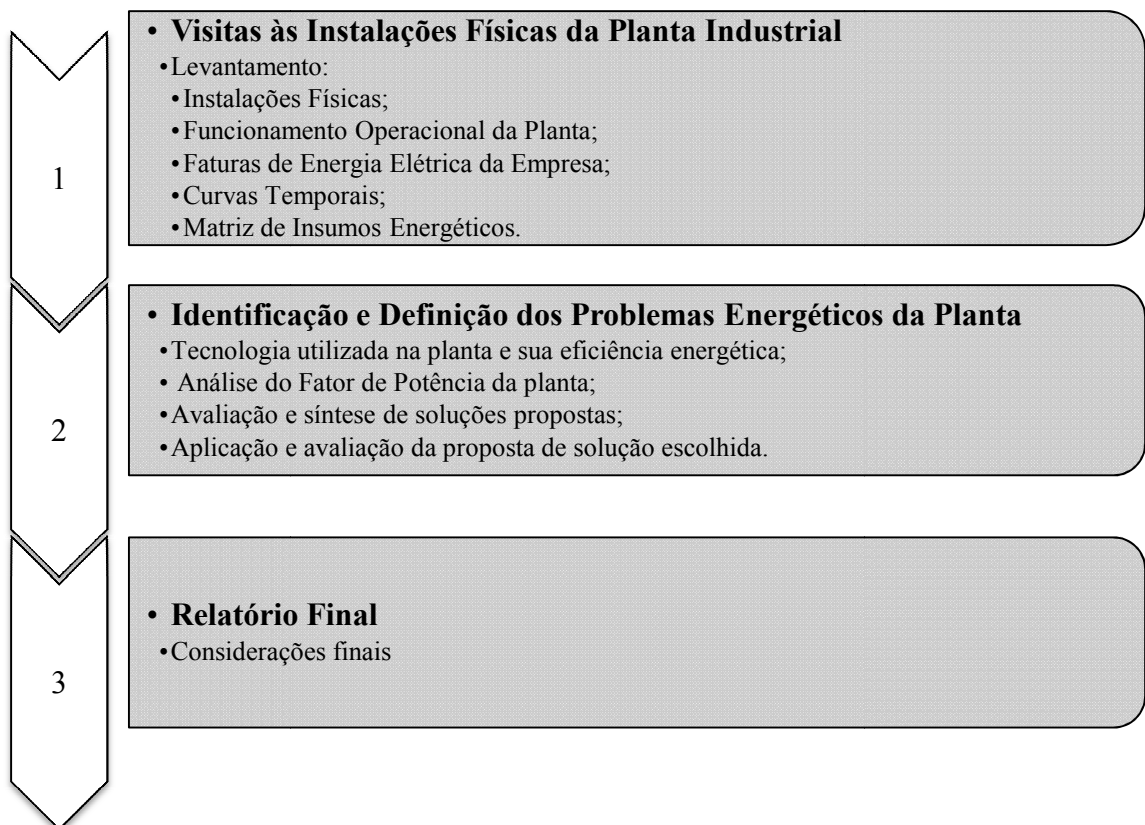 • Visitas às Instalações Físicas da Planta Industrial
•Levantamento:
•Instalações Físicas;
•Funcionamento Operacional da Planta;
•Faturas de Energia Elétrica da Empresa;
•Curvas Temporais;
•Matriz de Insumos Energéticos.
1
• Identificação e Definição dos Problemas Energéticos da Planta
•Tecnologia utilizada na planta e sua eficiência energética;
• Análise do Fator de Potência da planta;
•Avaliação e síntese de soluções propostas;
•Aplicação e avaliação da proposta de solução escolhida.
2
• Relatório Final
•Considerações finais
3